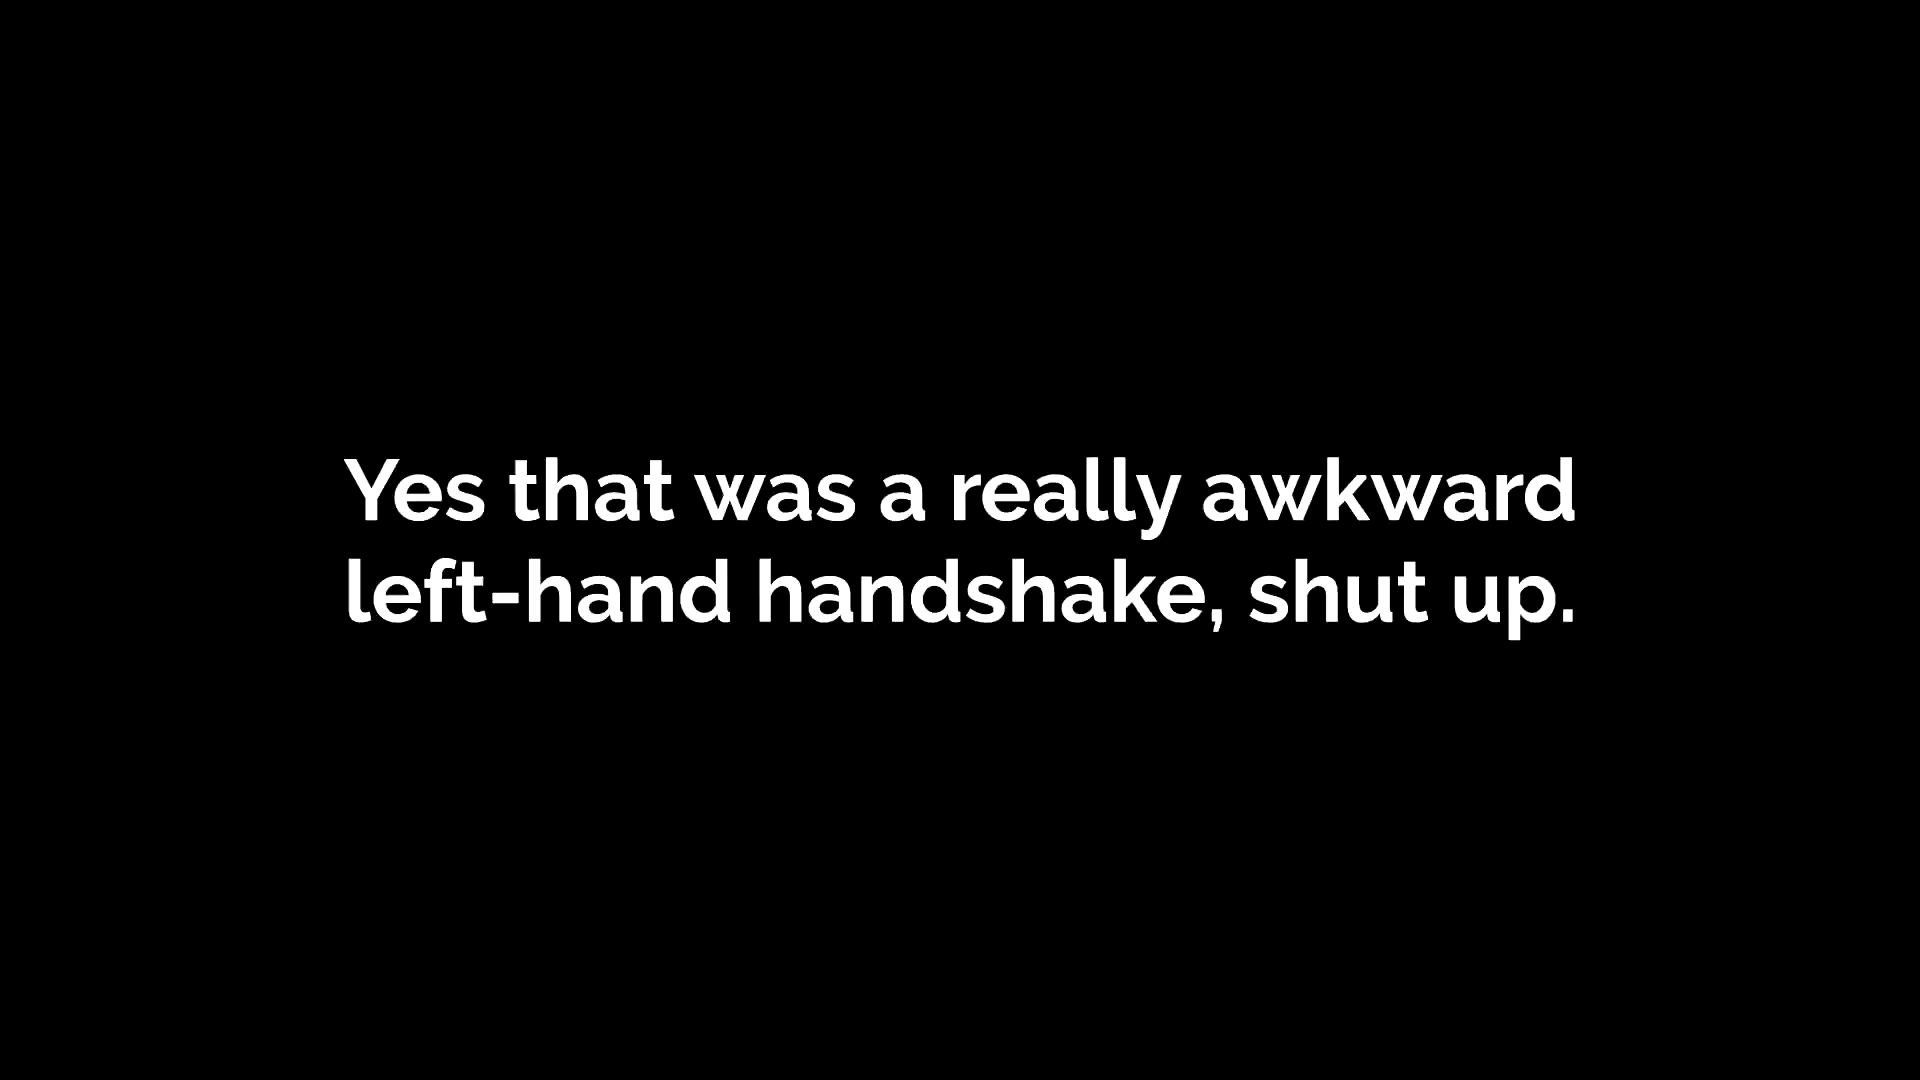 Yes that was a really awkward
left-hand handshake, shut up.